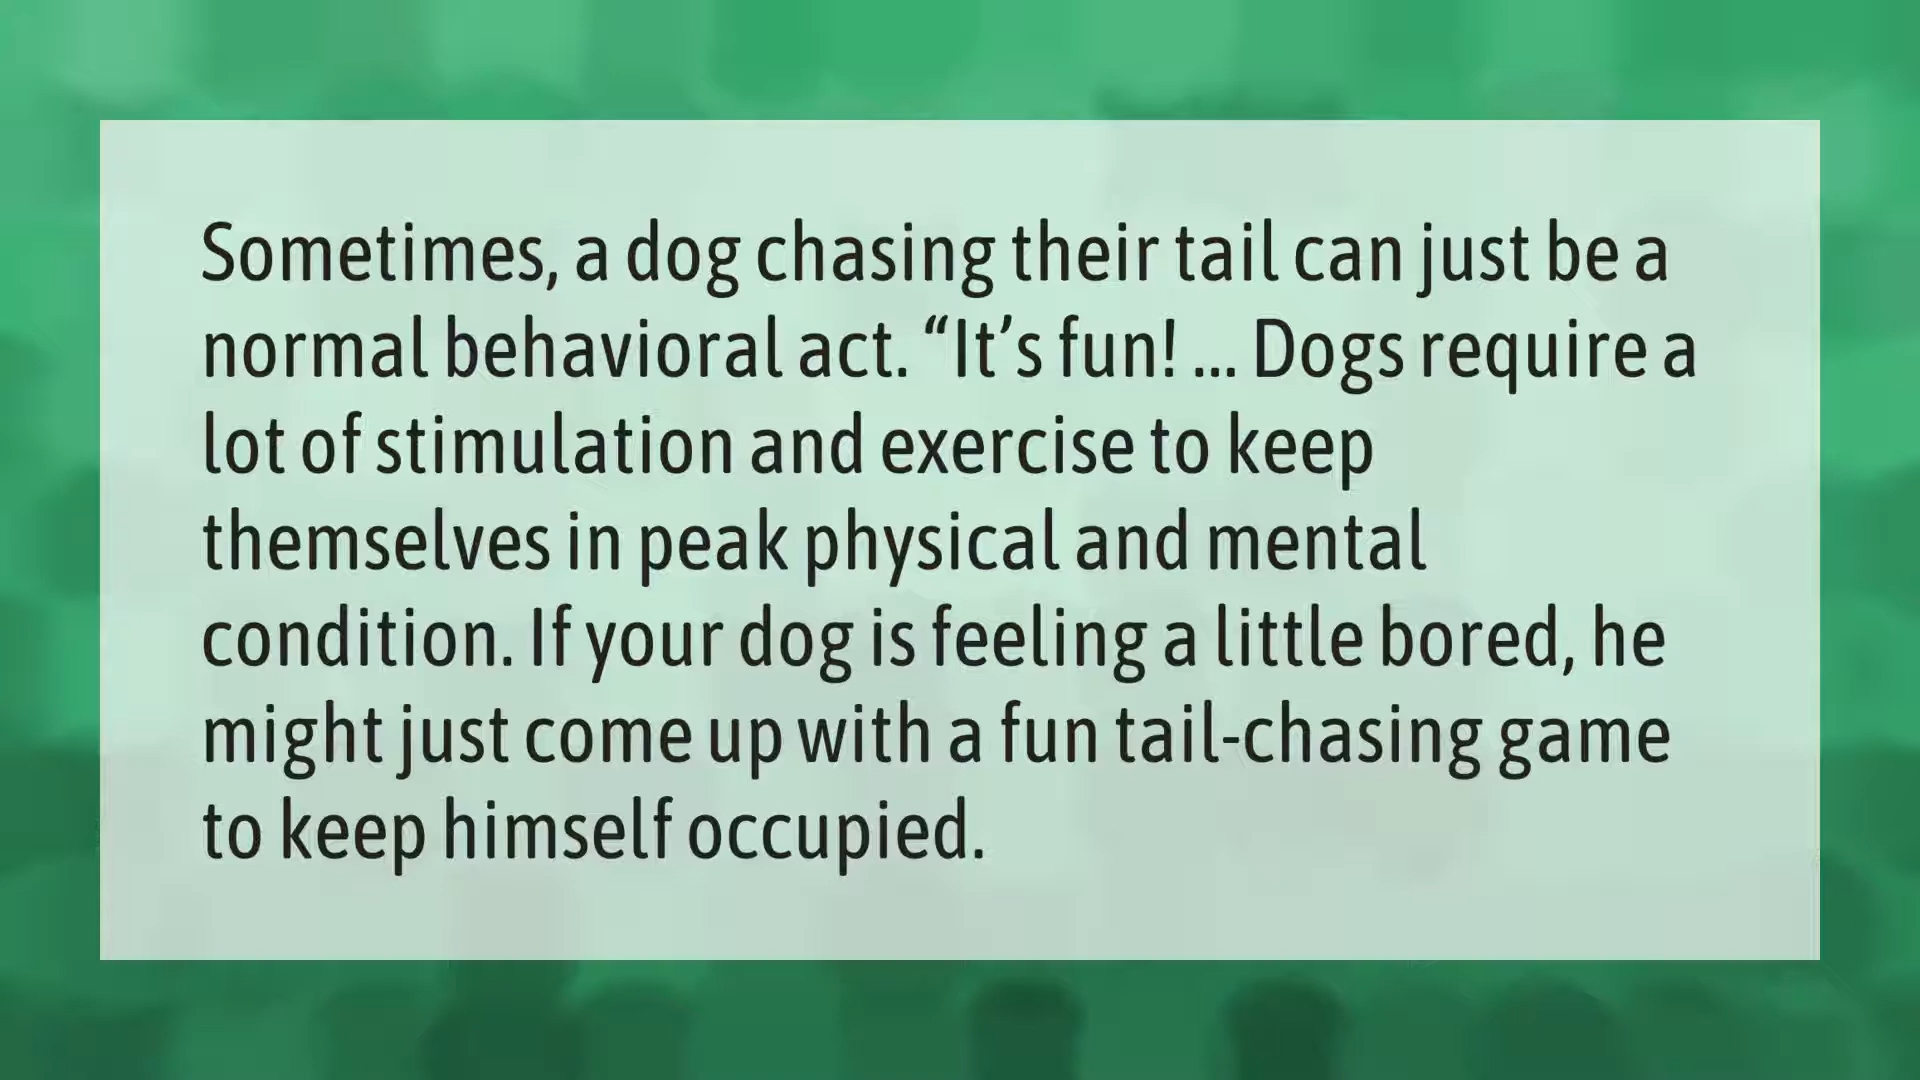 Sometimes, a dog chasing their tail can just be a
normal behavioral act. “It’s fun! ... Dogs require a
lot of stimulation and exercise to keep
themselves in peak physical and mental
condition. If your dog is feeling a little bored, he
might just come up with a fun tail-chasing game
to keep himself occupied.